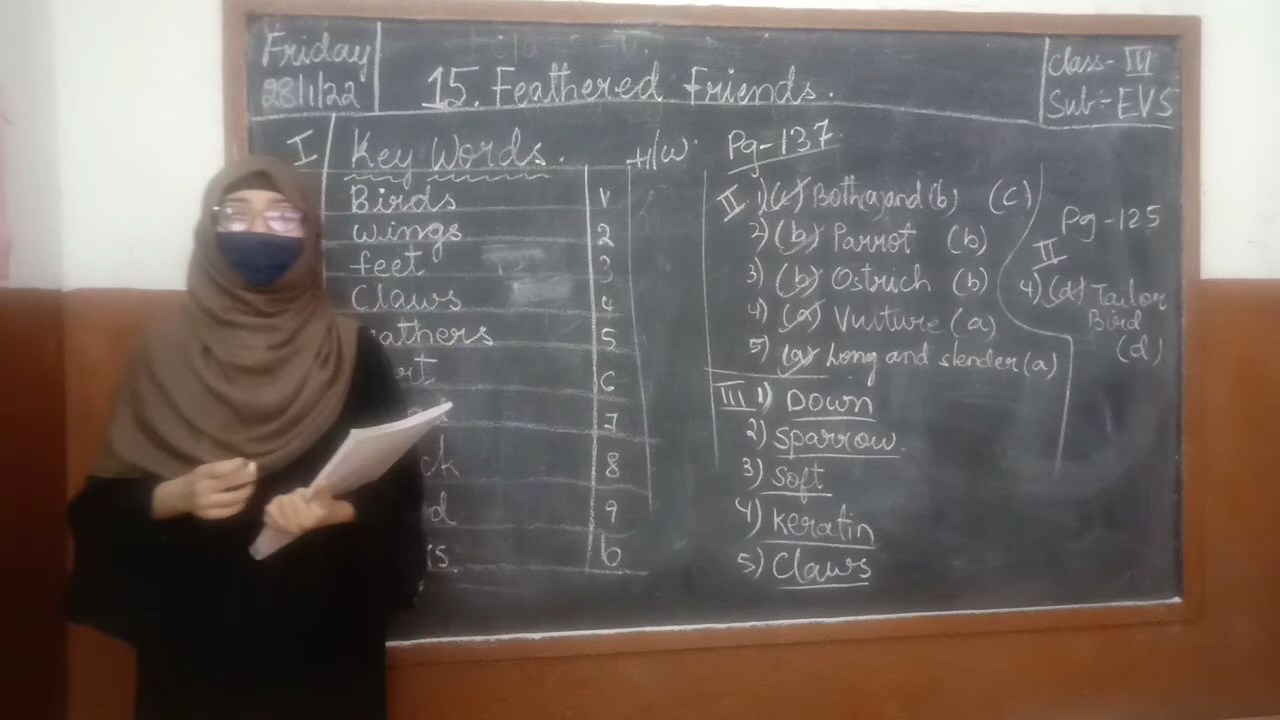 Friday
28/1/22
15. Feathered Friends.
Class- III
Sub:- EVS
I Key Words. H/W.
Birds 1
wings 2
feet 3
Claws 4
eathers 5
6
7
ck 8
d 9
rs. 10
Pg-137.
II 1) (c) Both (a) and (b) (c)
2) (b) Parrot (b)
3) (b) Ostrich (b)
4) (a) Vulture (a)
5) (a) Long and slender (a)
III 1) Down
2) Sparrow.
3) Soft
4) Keratin
5) Claws
Pg-125
II
4) (d) Tailor
Bird
(d)